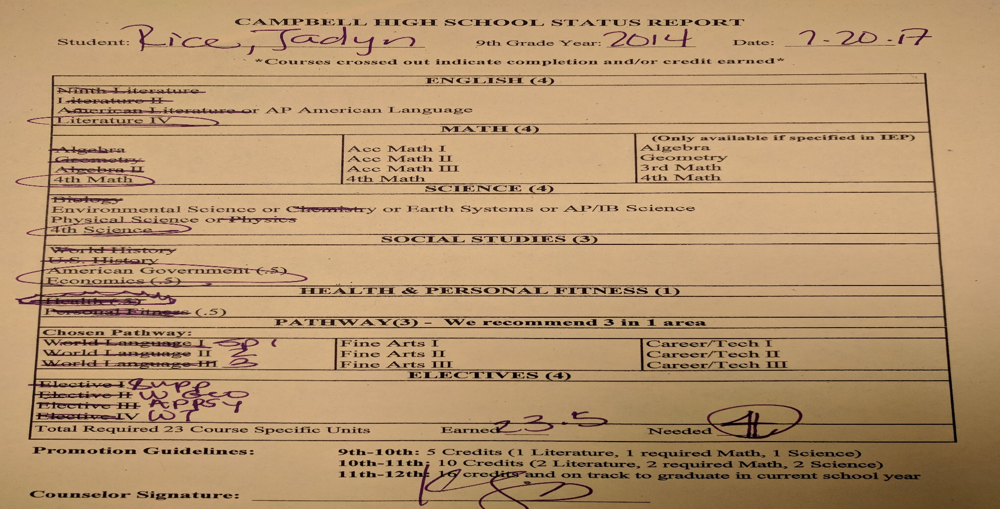 CAMPBELL HIGH SCHOOL STATUS REPORT
Student: Rice, Jadyn 9th Grade Year: 2014 Date: 7-20-17
*Courses crossed out indicate completion and/or credit earned*
ENGLISH (4)
Ninth Literature
Literature II
American Literature or AP American Language
Literature IV
MATH (4)
(Only available if specified in IEP)
Algebra Acc Math I Algebra
Geometry Acc Math II Geometry
Algebra II Acc Math III 3rd Math
4th Math 4th Math 4th Math
SCIENCE (4)
Biology
Environmental Science or Chemistry or Earth Systems or AP/IB Science
Physical Science or Physics
4th Science
SOCIAL STUDIES (3)
World History
U.S. History
American Government (.5)
Economics (.5)
HEALTH & PERSONAL FITNESS (1)
Health (.5)
Personal Fitness (.5)
PATHWAY(3) - We recommend 3 in 1 area
Chosen Pathway:
World Language I Sp 1 Fine Arts I Career/Tech I
World Language II 2 Fine Arts II Career/Tech II
World Language III 3 Fine Arts III Career/Tech III
ELECTIVES (4)
Elective I Supp
Elective II W Geo
Elective III APPSY
Elective IV WT
Total Required 23 Course Specific Units Earned 23.5 Needed 4
Promotion Guidelines: 9th-10th: 5 Credits (1 Literature, 1 required Math, 1 Science)
10th-11th: 10 Credits (2 Literature, 2 required Math, 2 Science)
11th-12th: 16 credits and on track to graduate in current school year
Counselor Signature: